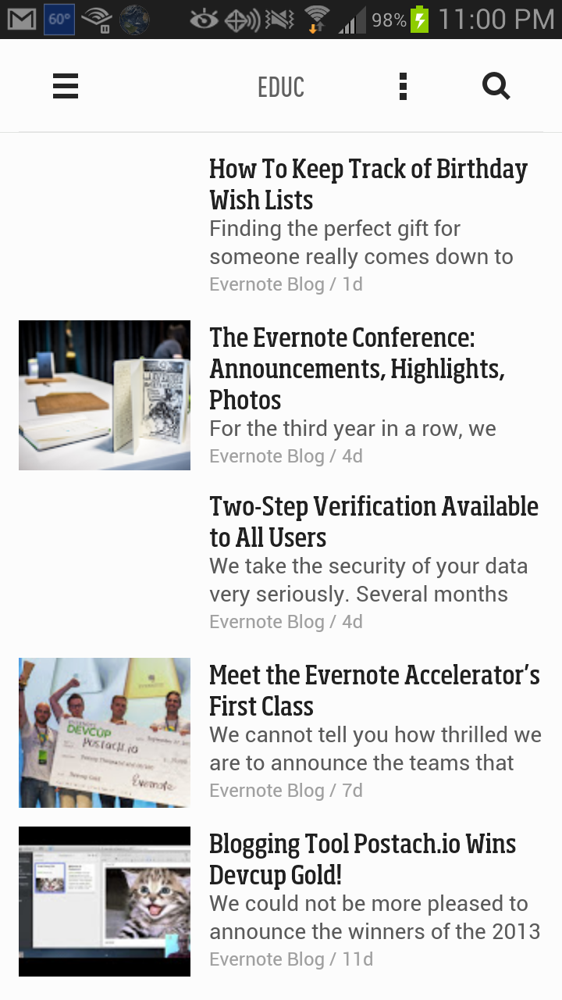 60° 98% 11:00 PM
EDUC
How To Keep Track of Birthday
Wish Lists
Finding the perfect gift for
someone really comes down to
Evernote Blog / 1d
The Evernote Conference:
Announcements, Highlights,
Photos
For the third year in a row, we
Evernote Blog / 4d
Two-Step Verification Available
to All Users
We take the security of your data
very seriously. Several months
Evernote Blog / 4d
Meet the Evernote Accelerator’s
First Class
We cannot tell you how thrilled we
are to announce the teams that
Evernote Blog / 7d
EVERNOTE
DEVCUP
Postach.io
Evernote
Blogging Tool Postach.io Wins
Devcup Gold!
We could not be more pleased to
announce the winners of the 2013
Evernote Blog / 11d